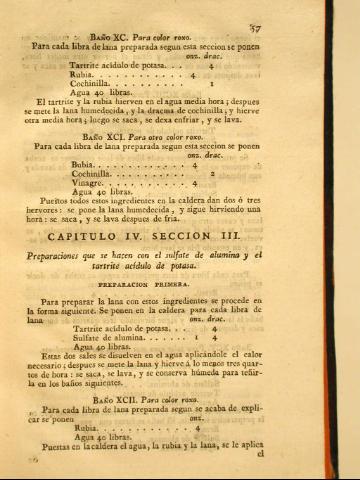 37
BAÑO XC. Para color roxo.
Para cada libra de lana preparada segun esta seccion se ponen
onz. drac.
Tartrite acídulo de potasa. . . 4
Rubia. . . . . . . . . . . . 4
Cochinilla. . . . . . . . . . . 1
Agua 40 libras.
El tartrite y la rubia hierven en el agua media hora; despues
se mete la lana humedecida, y la dracma de cochinilla; y hierve
otra media hora; luego se saca, se dexa enfriar, y se lava.
BAÑO XCI. Para otro color roxo.
Para cada libra de lana preparada segun esta seccion se ponen
onz. drac.
Bubia. . . . . . . . . . . . 4
Cochinilla. . . . . . . . . . . 2
Vinagre. . . . . . . . . . . 4
Agua 40 libras.
Puestos todos estos ingredientes en la caldera dan dos ó tres
hervores: se pone la lana humedecida, y sigue hirviendo una
hora: se saca, y se lava despues de fria.
CAPITULO IV. SECCION III.
Preparaciones que se hacen con el sulfate de alumina y el
tartrite acídulo de potasa.
PREPARACION PRIMERA.
Para preparar la lana con estos ingredientes se procede en
la forma siguiente. Se ponen en la caldera para cada libra de
lana onz. drac.
Tartrite acídulo de potasa. . . 4
Sulfate de alumina. . . . . . 1 4
Agua 40 libras.
Estas dos sales se disuelven en el agua aplicándole el calor
necesario; despues se mete la lana y hierve á lo menos tres quar-
tos de hora: se saca, se lava, y se conserva húmeda para teñir-
la en los baños siguientes.
BAÑO XCII. Para color roxo.
Para cada libra de lana preparada segun se acaba de expli-
car se ponen onz.
Rubia. . . . . . . . . . . . 4
Agua 40 libras.
Puestas en la caldera el agua, la rubia y la lana, se le aplica
el